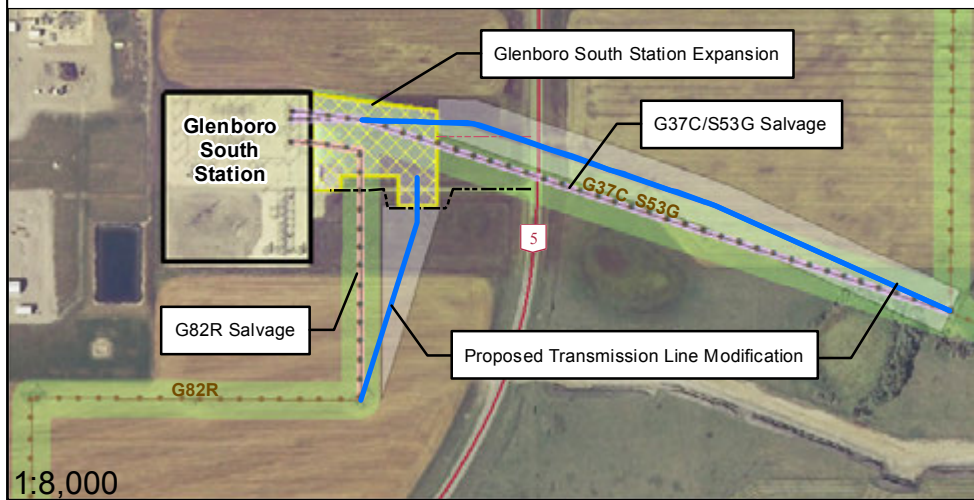 Glenboro South Station Expansion
Glenboro
South
Station
G37C/S53G Salvage
G37C S53G
5
G82R Salvage
Proposed Transmission Line Modification
G82R
1:8,000